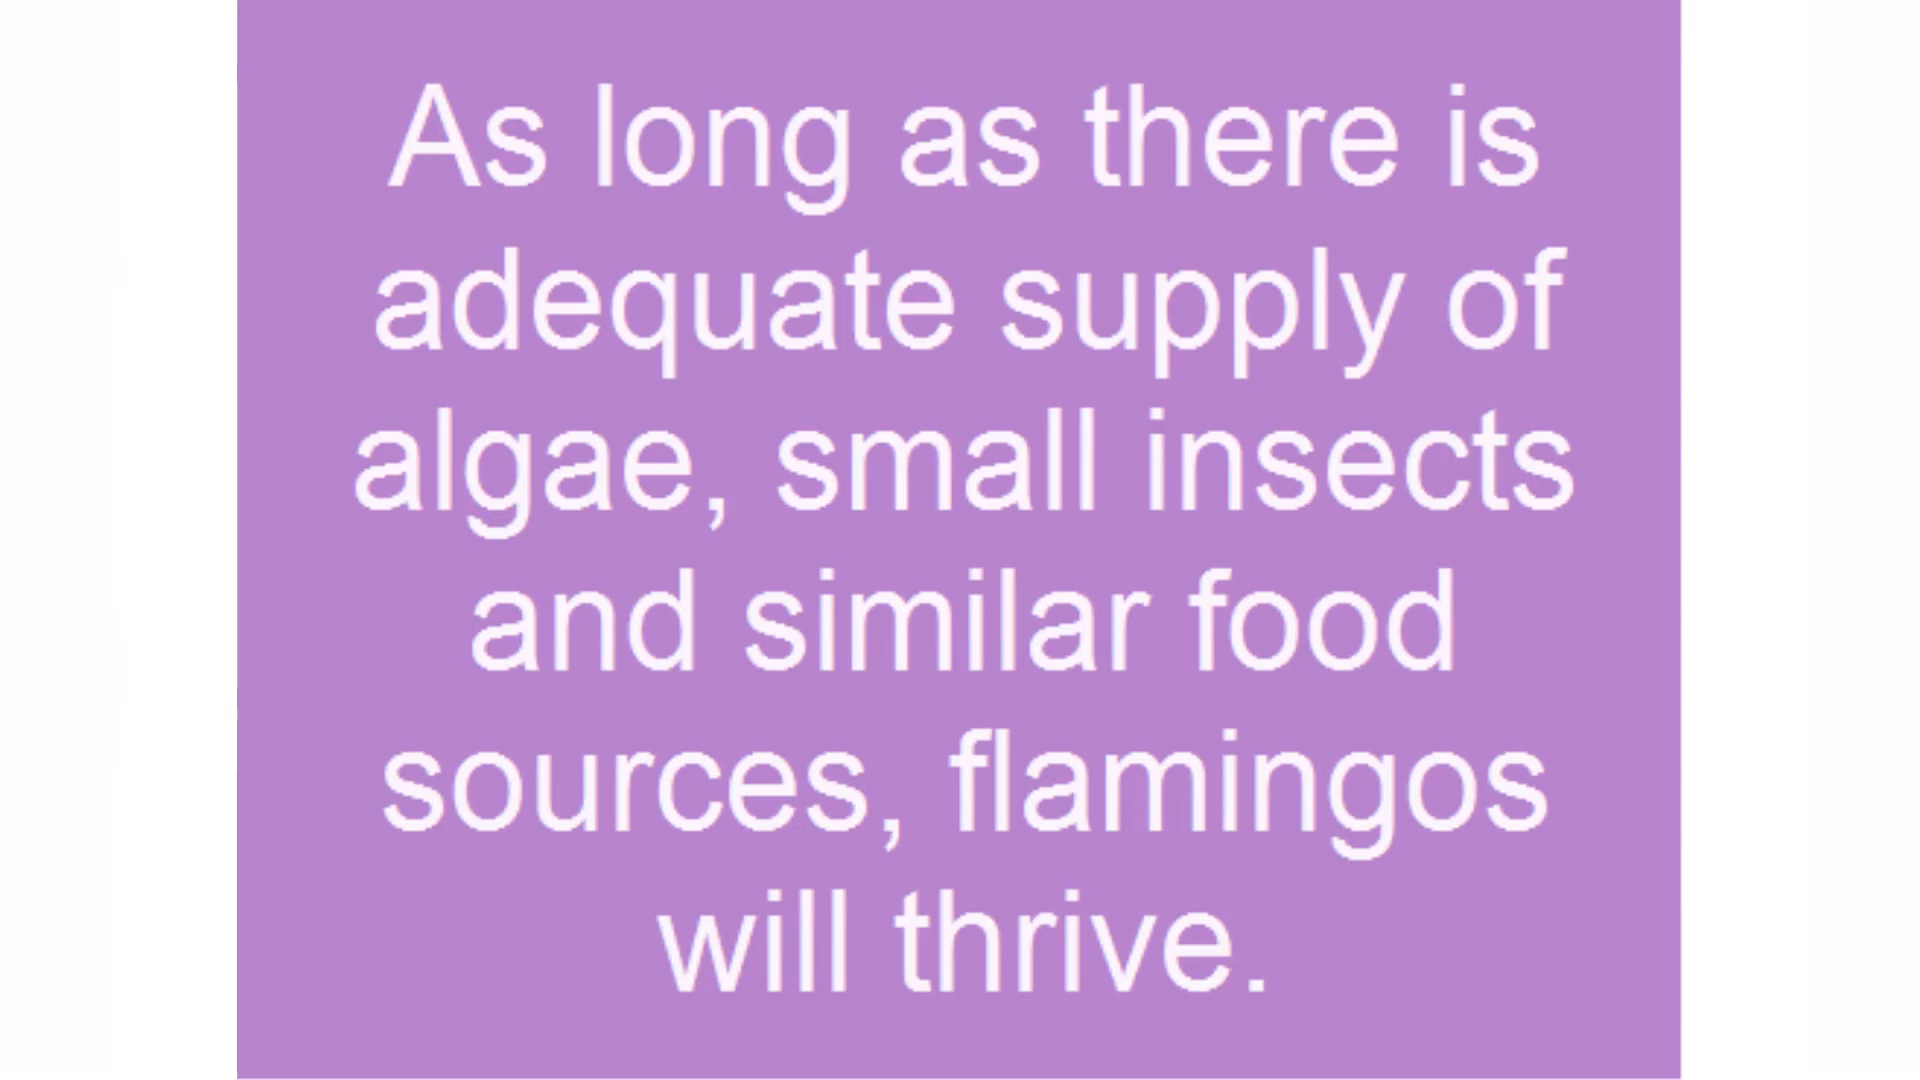 As long as there is
adequate supply of
algae, small insects
and similar food
sources, flamingos
will thrive.